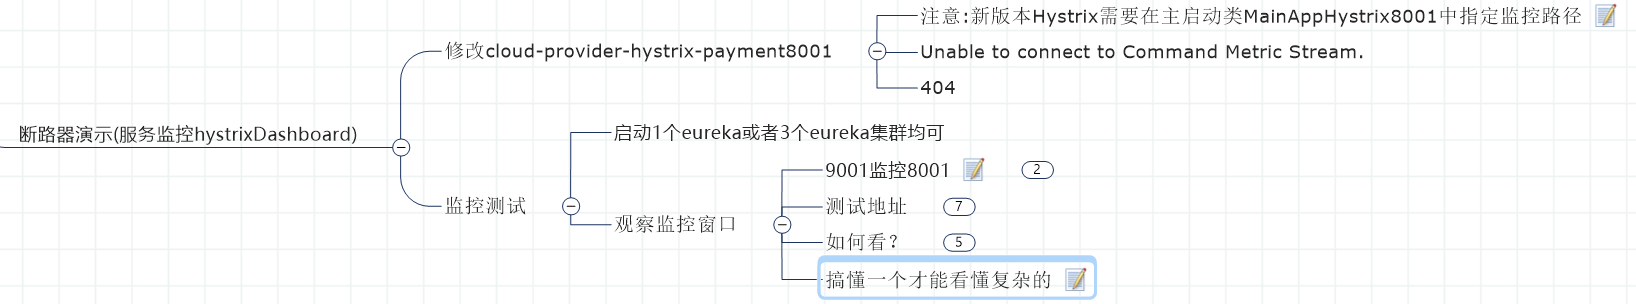 断路器演示(服务监控hystrixDashboard)
修改cloud-provider-hystrix-payment8001
注意:新版本Hystrix需要在主启动类MainAppHystrix8001中指定监控路径
Unable to connect to Command Metric Stream.
404
监控测试
启动1个eureka或者3个eureka集群均可
观察监控窗口
9001监控8001 2
测试地址 7
如何看? 5
搞懂一个才能看懂复杂的